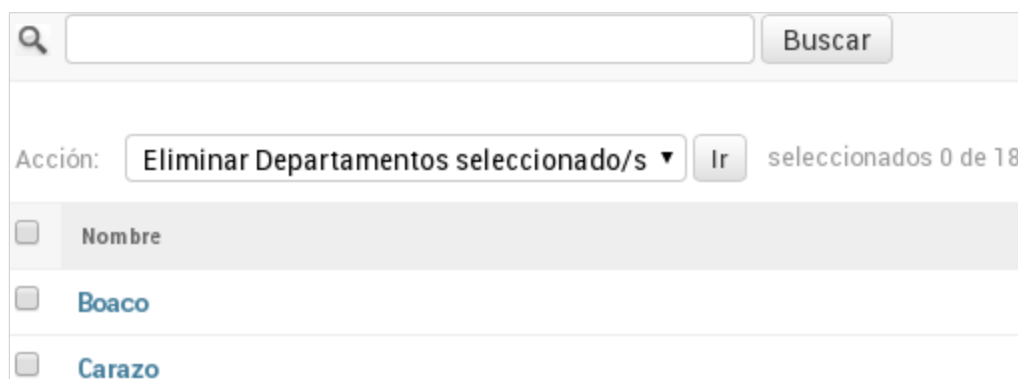 Buscar
Acción: Eliminar Departamentos seleccionado/s Ir seleccionados 0 de 18
Nombre
Boaco
Carazo